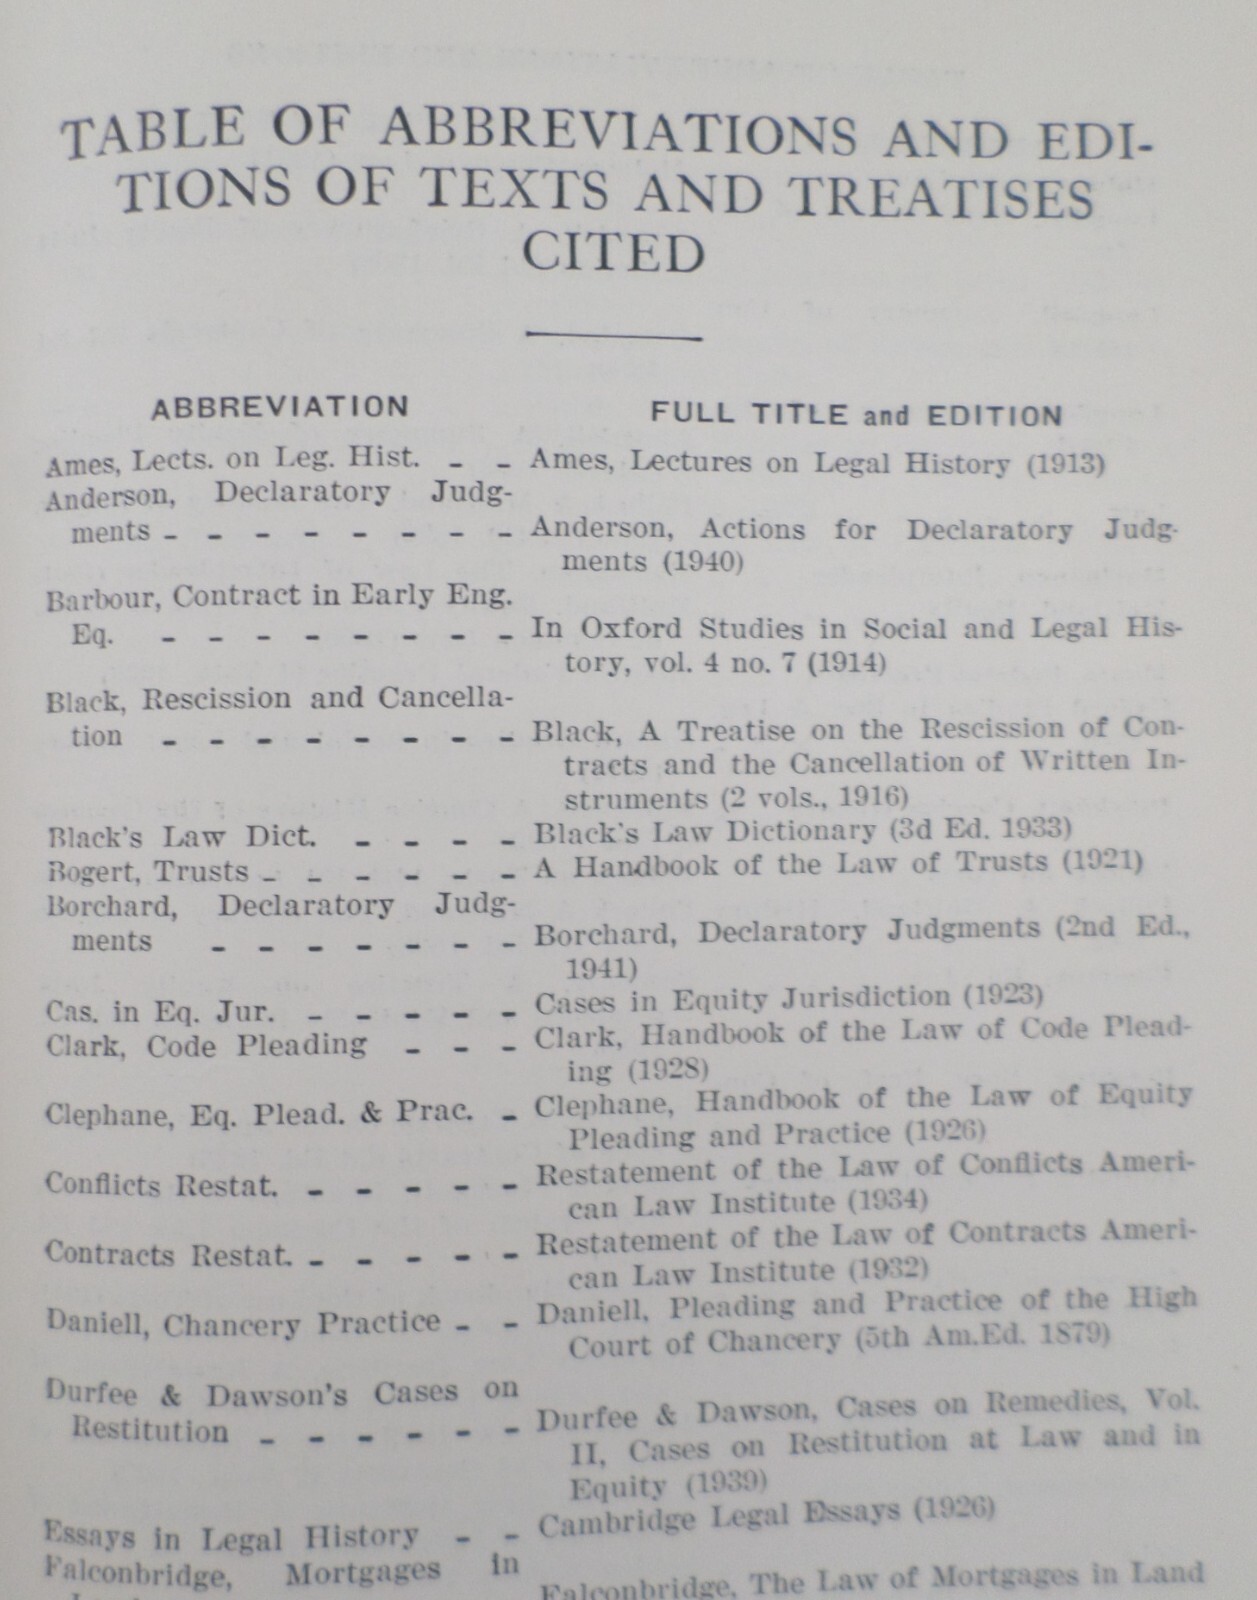 TABLE OF ABBREVIATIONS AND EDI-
TIONS OF TEXTS AND TREATISES
CITED
ABBREVIATION FULL TITLE and EDITION
Ames, Lects. on Leg. Hist. - - Ames, Lectures on Legal History (1913)
Anderson, Declaratory Judg-
ments - - - - - - - - Anderson, Actions for Declaratory Judg-
ments (1940)
Barbour, Contract in Early Eng.
Eq. - - - - - - - - In Oxford Studies in Social and Legal His-
tory, vol. 4 no. 7 (1914)
Black, Rescission and Cancella-
tion - - - - - - - - Black, A Treatise on the Rescission of Con-
tracts and the Cancellation of Written In-
struments (2 vols., 1916)
Black's Law Dict. - - - - Black's Law Dictionary (3d Ed. 1933)
Bogert, Trusts - - - - - - A Handbook of the Law of Trusts (1921)
Borchard, Declaratory Judg-
ments - - - - - - - Borchard, Declaratory Judgments (2nd Ed.,
1941)
Cas. in Eq. Jur. - - - - - Cases in Equity Jurisdiction (1923)
Clark, Code Pleading - - - Clark, Handbook of the Law of Code Plead-
ing (1928)
Clephane, Eq. Plead. & Prac. - Clephane, Handbook of the Law of Equity
Pleading and Practice (1926)
Conflicts Restat. - - - - - Restatement of the Law of Conflicts Ameri-
can Law Institute (1934)
Contracts Restat. - - - - - Restatement of the Law of Contracts Ameri-
can Law Institute (1932)
Daniell, Chancery Practice - - Daniell, Pleading and Practice of the High
Court of Chancery (5th Am.Ed. 1879)
Durfee & Dawson's Cases on
Restitution - - - - - - Durfee & Dawson, Cases on Remedies, Vol.
II, Cases on Restitution at Law and in
Equity (1939)
Essays in Legal History - - Cambridge Legal Essays (1926)
Falconbridge, Mortgages in
Falconbridge, The Law of Mortgages in Land